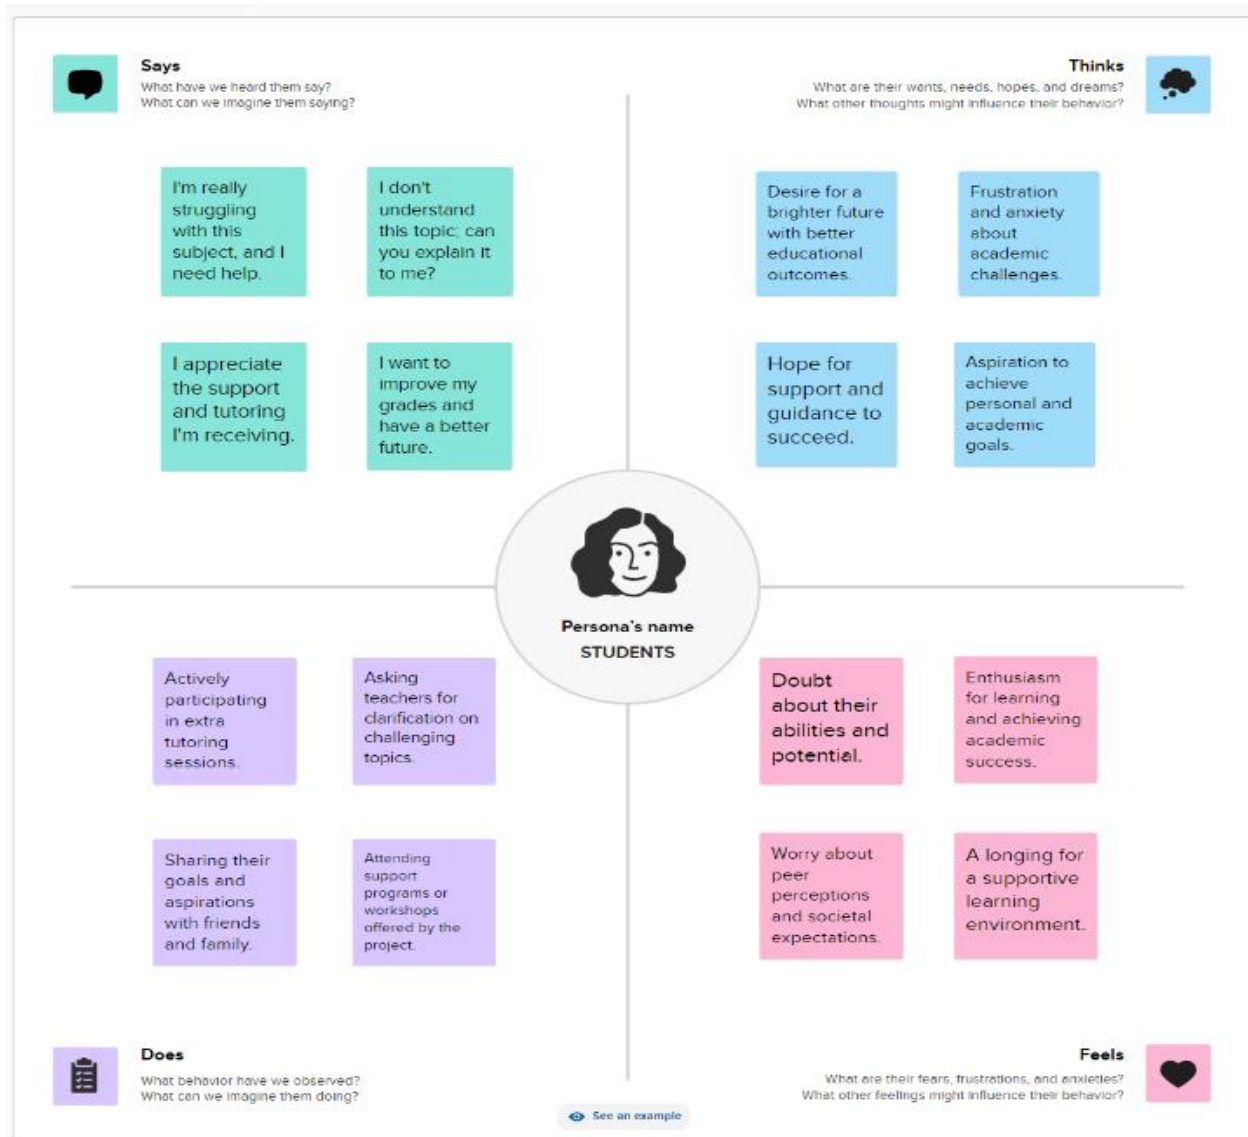 Says
What have we heard them say?
What can we imagine them saying?
Thinks
What are their wants, needs, hopes, and dreams?
What other thoughts might influence their behavior?
I'm really
struggling
with this
subject, and I
need help.
I don't
understand
this topic; can
you explain it
to me?
I appreciate
the support
and tutoring
I'm receiving.
I want to
improve my
grades and
have a better
future.
Desire for a
brighter future
with better
educational
outcomes.
Frustration
and anxiety
about
academic
challenges.
Hope for
support and
guidance to
succeed.
Aspiration to
achieve
personal and
academic
goals.
Persona's name
STUDENTS
Actively
participating
in extra
tutoring
sessions.
Asking
teachers for
clarification on
challenging
topics.
Sharing their
goals and
aspirations
with friends
and family.
Attending
support
programs or
workshops
offered by the
project.
Doubt
about their
abilities and
potential.
Enthusiasm
for learning
and achieving
academic
success.
Worry about
peer
perceptions
and societal
expectations.
A longing for
a supportive
learning
environment.
Does
What behavior have we observed?
What can we imagine them doing?
Feels
What are their fears, frustrations, and anxieties?
What other feelings might influence their behavior?
See an example